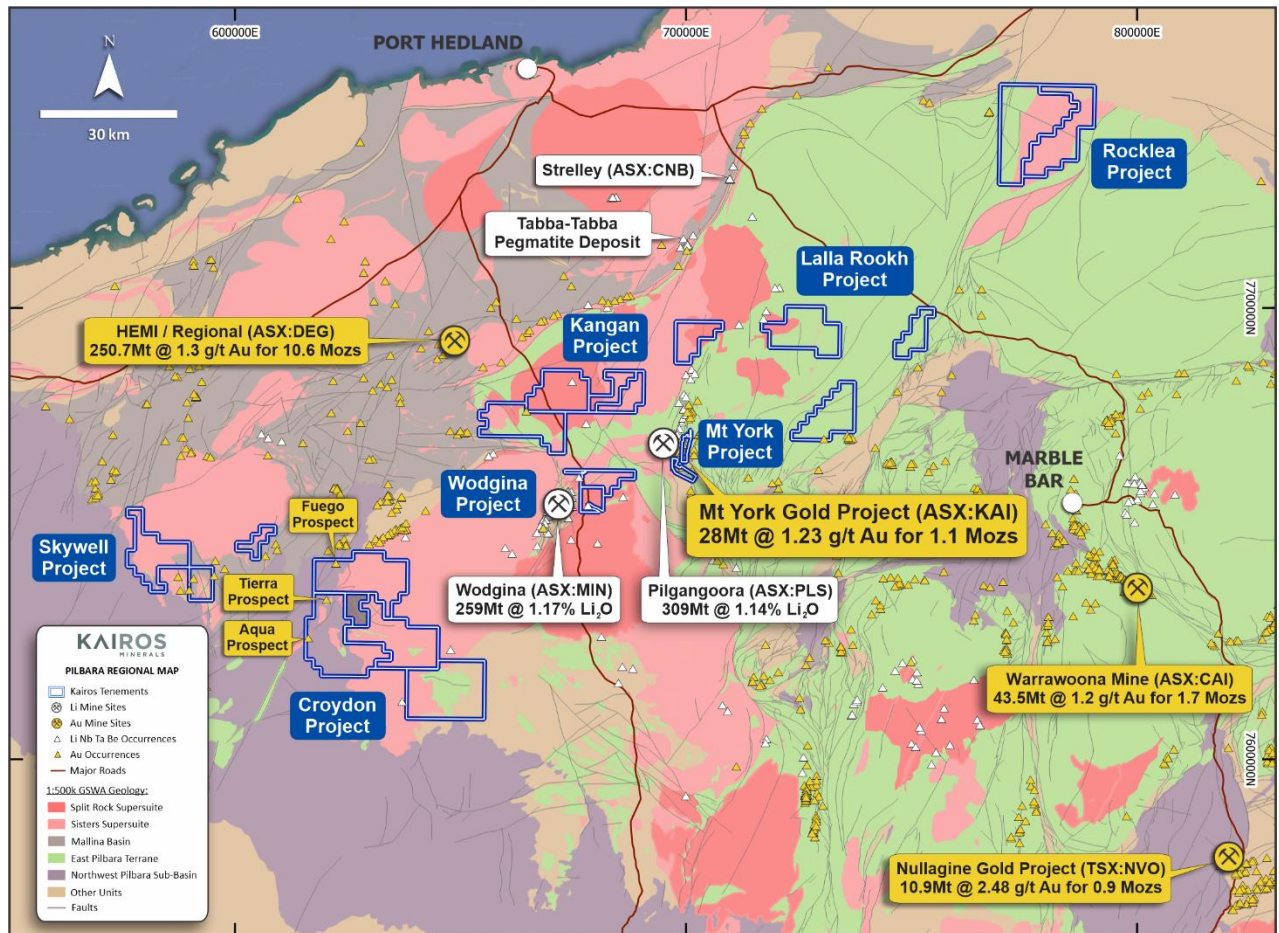 600000E
700000E
800000E
PORT HEDLAND
N
30 km
Rocklea
Project
Strelley (ASX:CNB)
Tabba-Tabba
Pegmatite Deposit
Lalla Rookh
Project
7700000N
HEMI / Regional (ASX:DEG)
250.7Mt @ 1.3 g/t Au for 10.6 Mozs
Kangan
Project
Mt York
Project
MARBLE
BAR
Wodgina
Project
Mt York Gold Project (ASX:KAI)
28Mt @ 1.23 g/t Au for 1.1 Mozs
Fuego
Prospect
Skywell
Project
Tierra
Prospect
Wodgina (ASX:MIN)
259Mt @ 1.17% Li₂O
Pilgangoora (ASX:PLS)
309Mt @ 1.14% Li₂O
Aqua
Prospect
Warrawoona Mine (ASX:CAI)
43.5Mt @ 1.2 g/t Au for 1.7 Mozs
Croydon
Project
7600000N
Nullagine Gold Project (TSX:NVO)
10.9Mt @ 2.48 g/t Au for 0.9 Mozs
KAIROS
MINERALS
PILBARA REGIONAL MAP
Kairos Tenements
Li Mine Sites
Au Mine Sites
Li Nb Ta Be Occurrences
Au Occurrences
Major Roads
1:500k GSWA Geology:
Split Rock Supersuite
Sisters Supersuite
Mallina Basin
East Pilbara Terrane
Northwest Pilbara Sub-Basin
Other Units
Faults